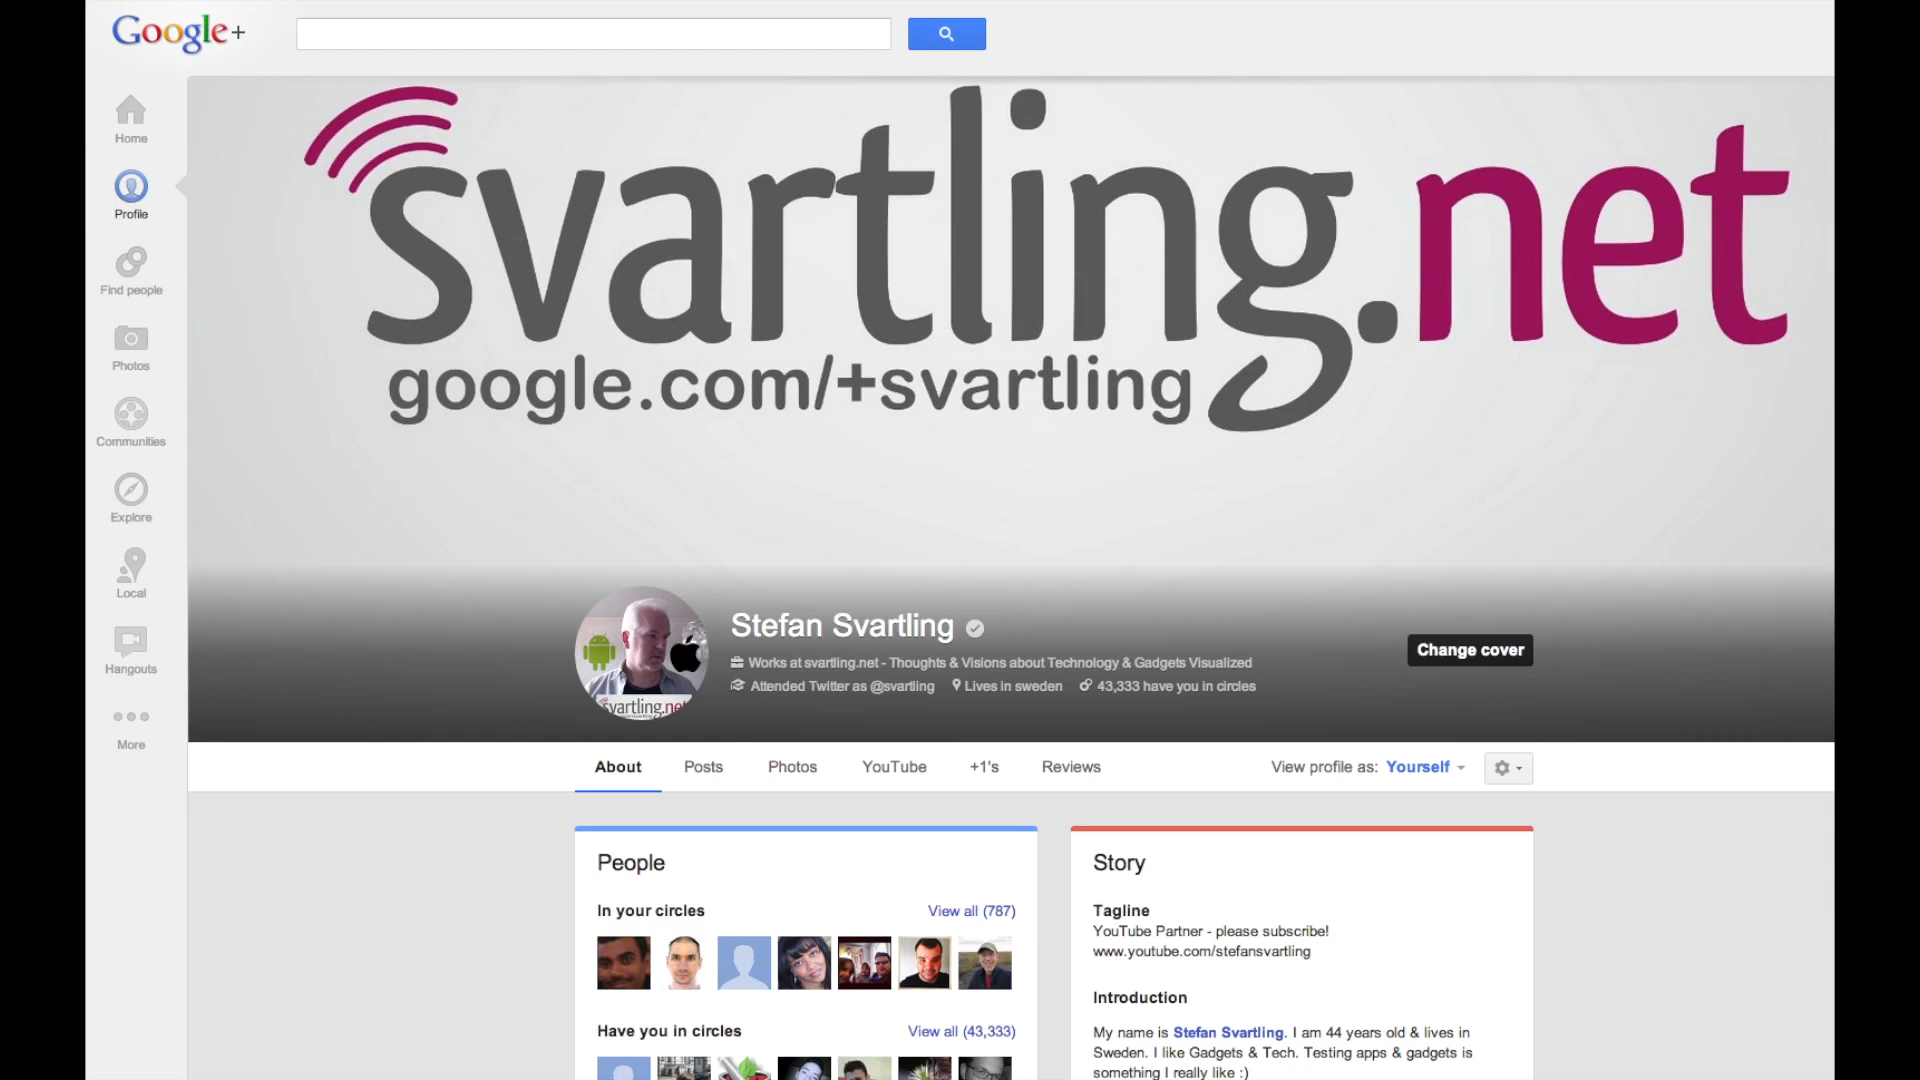 Google+
Home
Profile
Find people
Photos
Communities
Explore
Local
Hangouts
More
svartling.net
google.com/+svartling
svartling.net
Stefan Svartling
Works at svartling.net - Thoughts & Visions about Technology & Gadgets Visualized
Attended Twitter as @svartling Lives in sweden 43,333 have you in circles
Change cover
About Posts Photos YouTube +1's Reviews View profile as: Yourself
People
In your circles View all (787)
Have you in circles View all (43,333)
Story
Tagline
YouTube Partner - please subscribe!
www.youtube.com/stefansvartling
Introduction
My name is Stefan Svartling. I am 44 years old & lives in
Sweden. I like Gadgets & Tech. Testing apps & gadgets is
something I really like :)